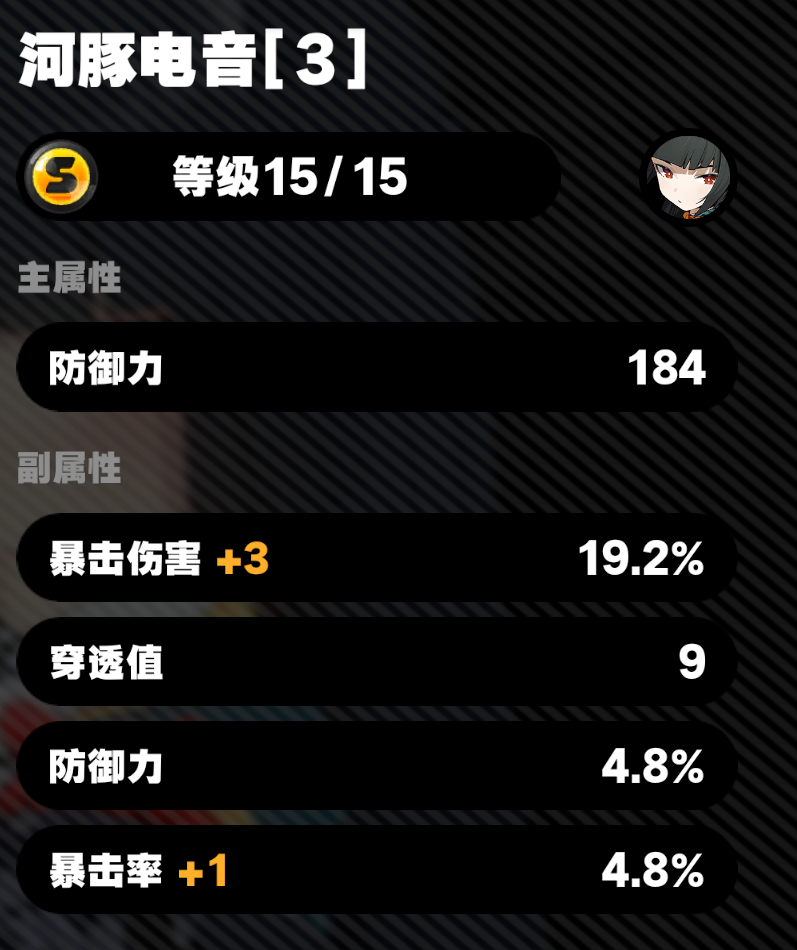 河豚电音[3]
S 等级15/15
主属性
防御力 184
副属性
暴击伤害 +3 19.2%
穿透值 9
防御力 4.8%
暴击率 +1 4.8%